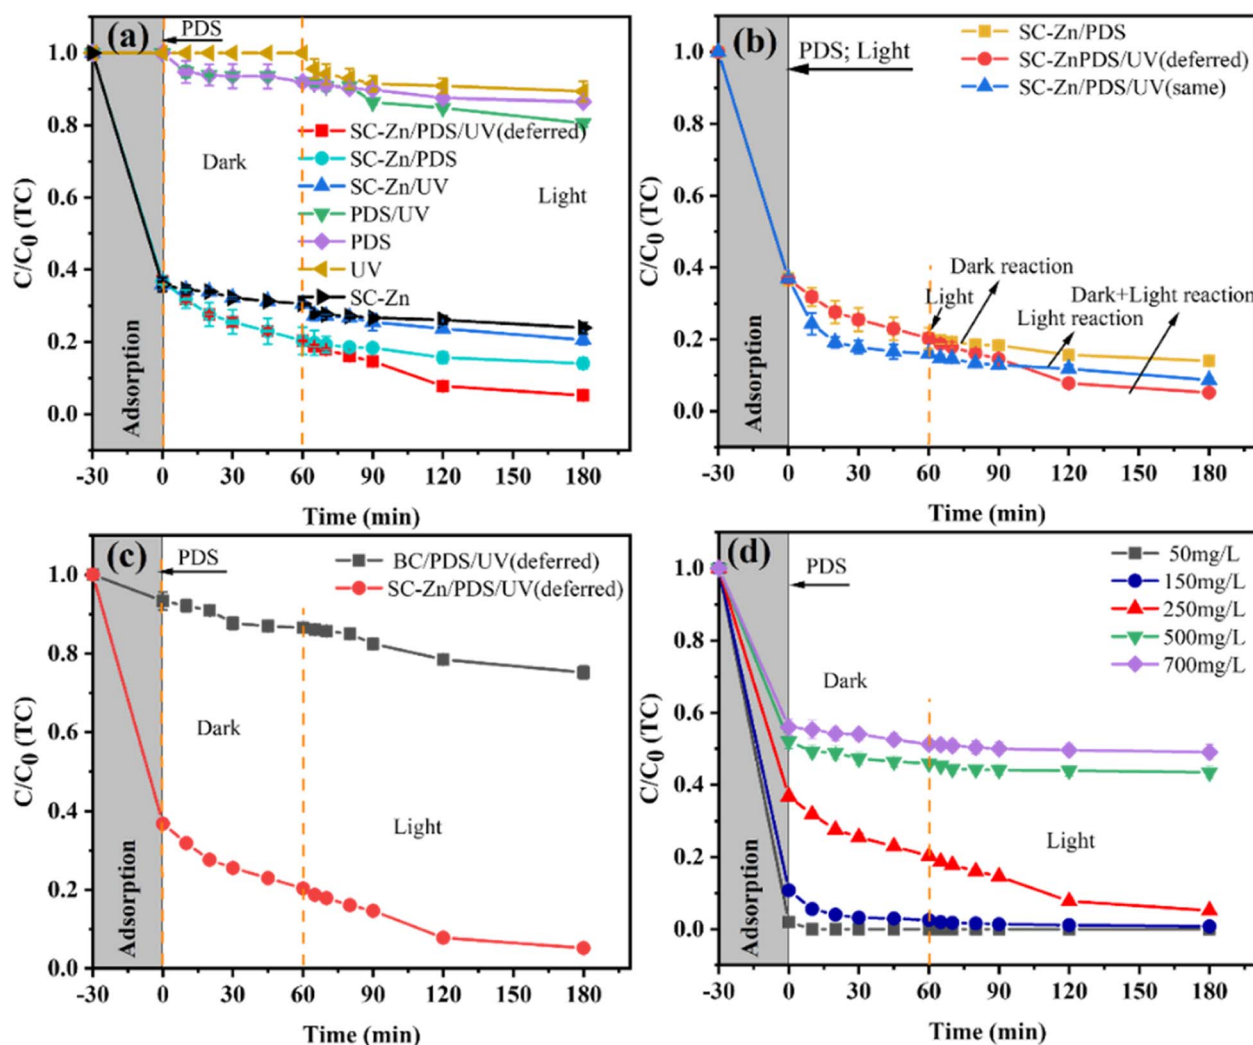 (a)
PDS
SC-Zn/PDS/UV(deferred)
SC-Zn/PDS
SC-Zn/UV
PDS/UV
PDS
UV
SC-Zn
Dark
Light
Adsorption
C/C0 (TC)
1.0
0.8
0.6
0.4
0.2
0.0
-30 0 30 60 90 120 150 180
Time (min)
(b)
PDS; Light
SC-Zn/PDS
SC-ZnPDS/UV(deferred)
SC-Zn/PDS/UV(same)
Dark reaction
Light
Dark+Light reaction
Light reaction
Adsorption
C/C0 (TC)
1.0
0.8
0.6
0.4
0.2
0.0
-30 0 30 60 90 120 150 180
Time (min)
(c)
PDS
BC/PDS/UV(deferred)
SC-Zn/PDS/UV(deferred)
Dark
Light
Adsorption
C/C0 (TC)
1.0
0.8
0.6
0.4
0.2
0.0
-30 0 30 60 90 120 150 180
Time (min)
(d)
PDS
50mg/L
150mg/L
250mg/L
500mg/L
700mg/L
Dark
Light
Adsorption
C/C0 (TC)
1.0
0.8
0.6
0.4
0.2
0.0
-30 0 30 60 90 120 150 180
Time (min)